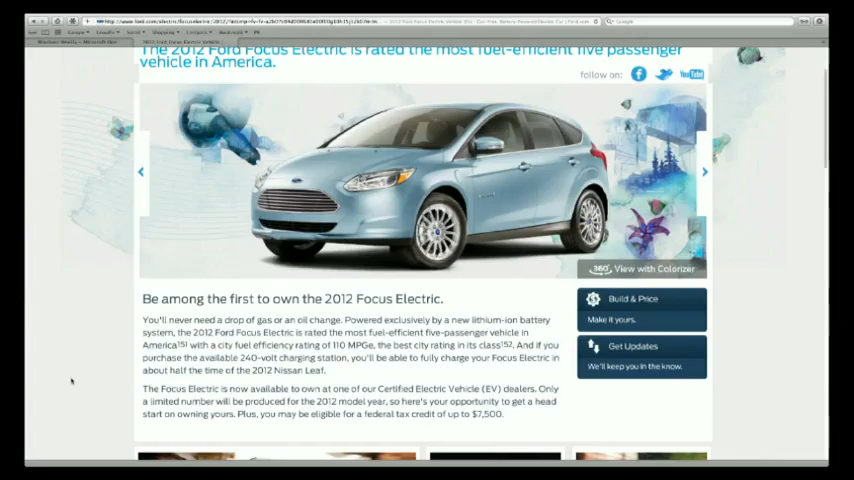 The 2012 Ford Focus Electric is rated the most fuel-efficient five passenger
vehicle in America.
follow on:
You Tube
360° View with Colorizer
Be among the first to own the 2012 Focus Electric.
You'll never need a drop of gas or an oil change. Powered exclusively by a new lithium-ion battery
system, the 2012 Ford Focus Electric is rated the most fuel-efficient five-passenger vehicle in
America151 with a city fuel efficiency rating of 110 MPGe, the best city rating in its class152. And if you
purchase the available 240-volt charging station, you'll be able to fully charge your Focus Electric in
about half the time of the 2012 Nissan Leaf.
The Focus Electric is now available to own at one of our Certified Electric Vehicle (EV) dealers. Only
a limited number will be produced for the 2012 model year, so here's your opportunity to get a head
start on owning yours. Plus, you may be eligible for a federal tax credit of up to $7,500.
Build & Price
Make it yours.
Get Updates
We'll keep you in the know.